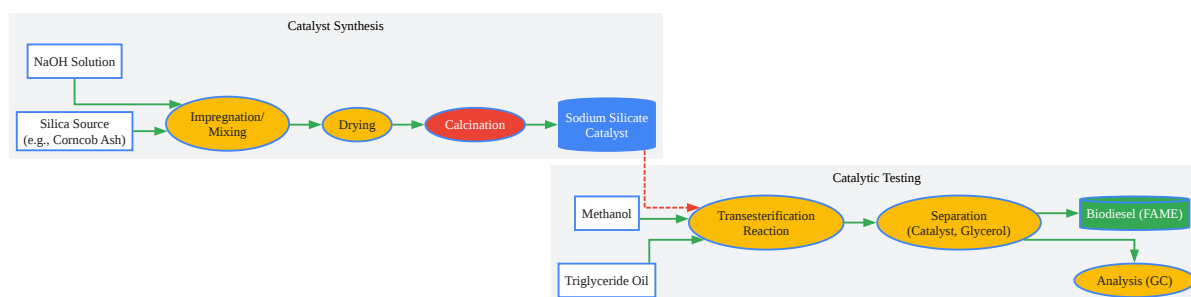 Catalyst Synthesis
NaOH Solution
Silica Source
(e.g., Corncob Ash)
Impregnation/
Mixing
Drying
Calcination
Sodium Silicate
Catalyst
Catalytic Testing
Methanol
Triglyceride Oil
Transesterification
Reaction
Separation
(Catalyst, Glycerol)
Biodiesel (FAME)
Analysis (GC)